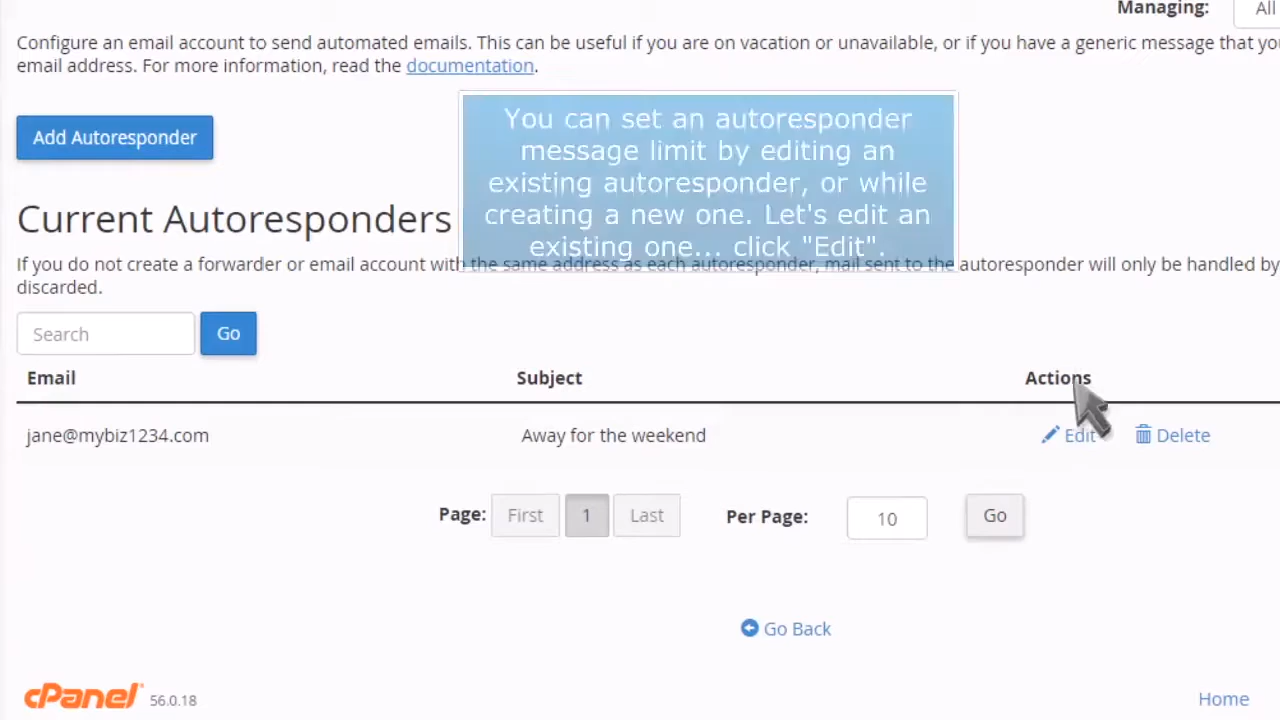 Managing:
All
Configure an email account to send automated emails. This can be useful if you are on vacation or unavailable, or if you have a generic message that you
email address. For more information, read the documentation.
Add Autoresponder
You can set an autoresponder
message limit by editing an
existing autoresponder, or while
creating a new one. Let's edit an
existing one... click "Edit".
Current Autoresponders
If you do not create a forwarder or email account with the same address as each autoresponder, mail sent to the autoresponder will only be handled by
discarded.
Search
Go
Email
Subject
Actions
jane@mybiz1234.com
Away for the weekend
Edit
Delete
Page:
First
1
Last
Per Page:
10
Go
Go Back
cPanel
56.0.18
Home